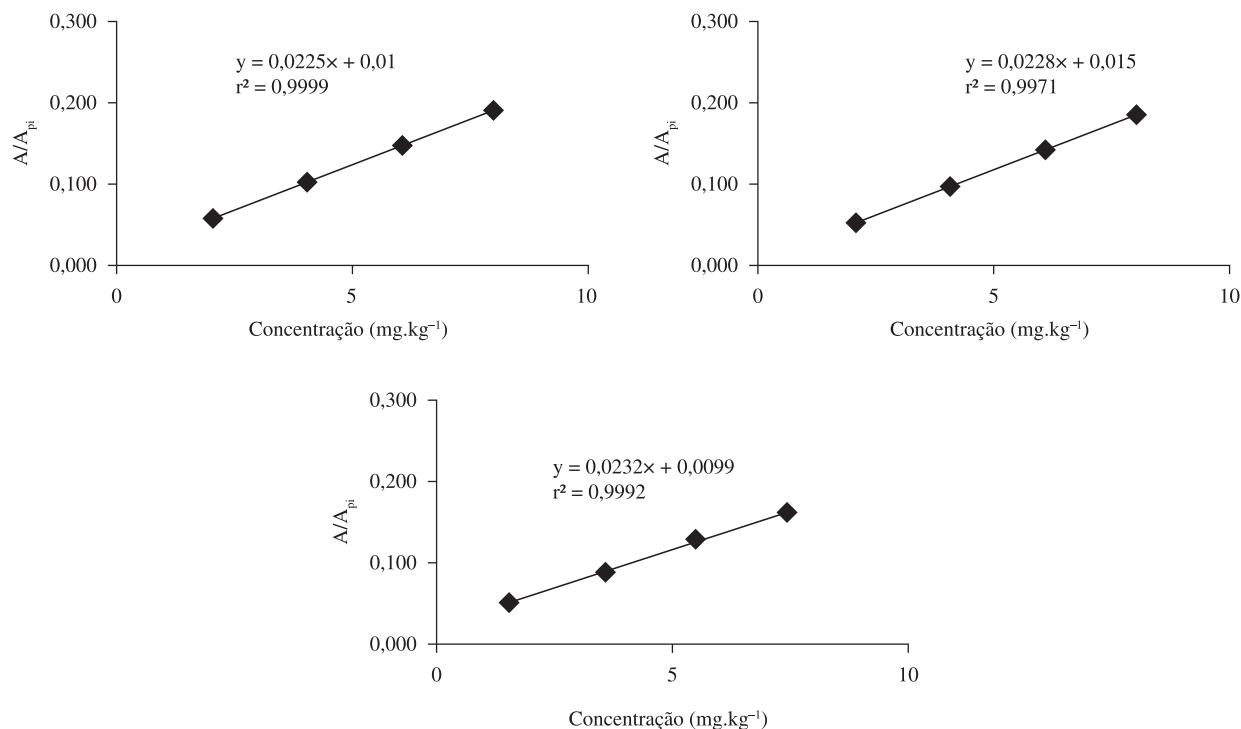 0,300
y = 0,0225× + 0,01
r² = 0,9999
0,200
A/A_pi
0,100
0,000
0 5 10
Concentração (mg.kg⁻¹)
0,300
y = 0,0228× + 0,015
r² = 0,9971
0,200
A/A_pi
0,100
0,000
0 5 10
Concentração (mg.kg⁻¹)
0,300
y = 0,0232× + 0,0099
r² = 0,9992
0,200
A/A_pi
0,100
0,000
0 5 10
Concentração (mg.kg⁻¹)